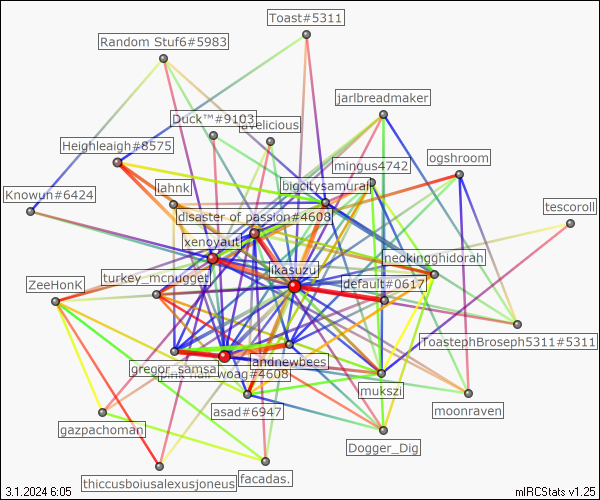 Toast#5311
Random Stuf6#5983
jarlbreadmaker
Duck™#9103
avelicious
Heighleaigh#8575
mingus4742
ogshroom
Knowun#6424
lahnk
bigcitysamurai
tescoroll
disaster of passion#4608
xenoyaut
neokingghidorah
likasuzu
turkey_mcnugget
default#0617
ZeeHonK
ToastephBroseph5311#5311
gregor_samsa
andnewbees
woag#4608
mukszi
moonraven
asad#6947
gazpachoman
Dogger_Dig
thiccusboiusalexusjoneus
facadas.
3.1.2024 6:05
mIRCStats v1.25